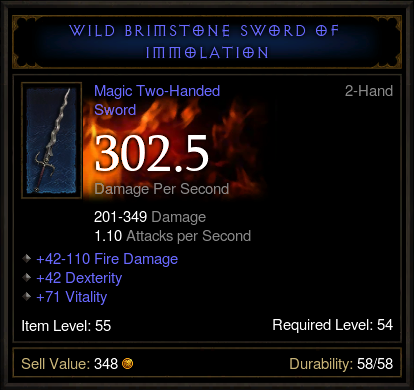 WILD BRIMSTONE SWORD OF
IMMOLATION
Magic Two-Handed 2-Hand
Sword
302.5
Damage Per Second
201-349 Damage
1.10 Attacks per Second
+42-110 Fire Damage
+42 Dexterity
+71 Vitality
Item Level: 55 Required Level: 54
Sell Value: 348 Durability: 58/58